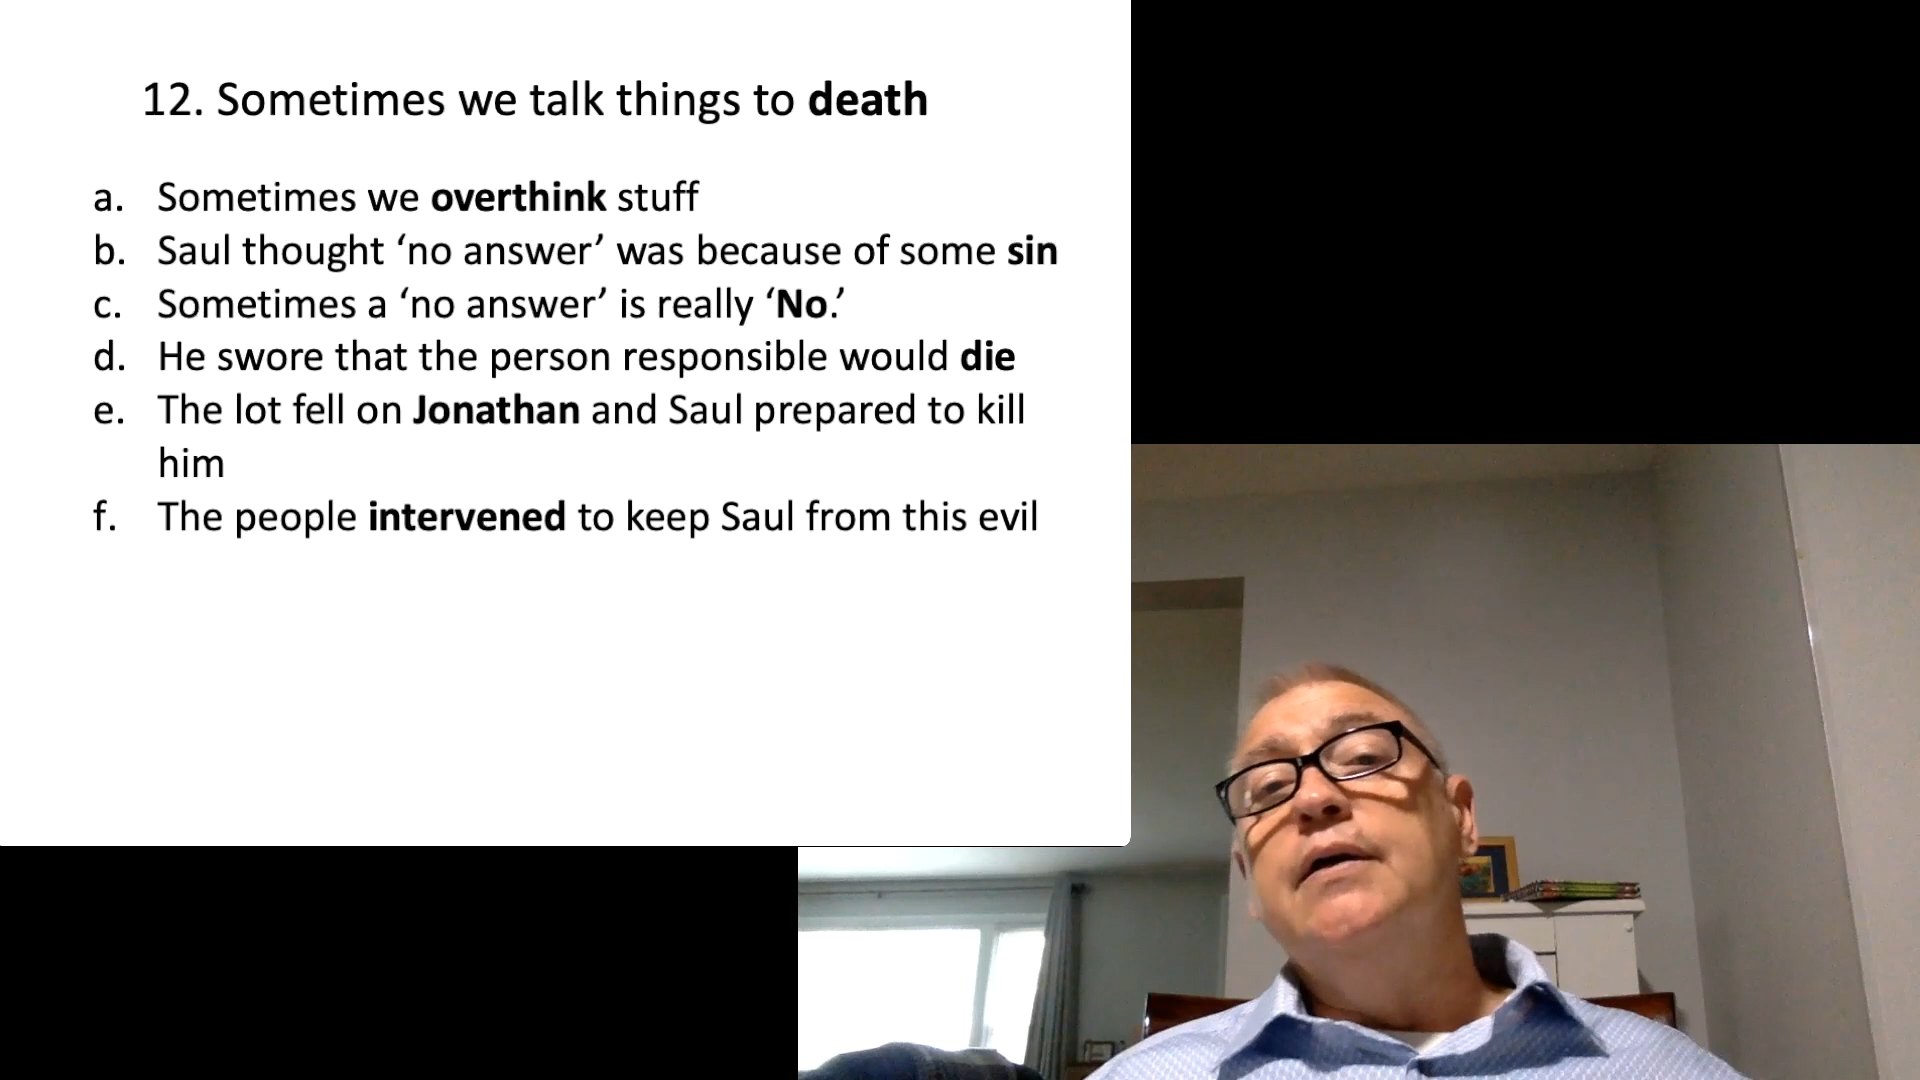 12. Sometimes we talk things to death
a. Sometimes we overthink stuff
b. Saul thought ‘no answer’ was because of some sin
c. Sometimes a ‘no answer’ is really ‘No.’
d. He swore that the person responsible would die
e. The lot fell on Jonathan and Saul prepared to kill
him
f. The people intervened to keep Saul from this evil